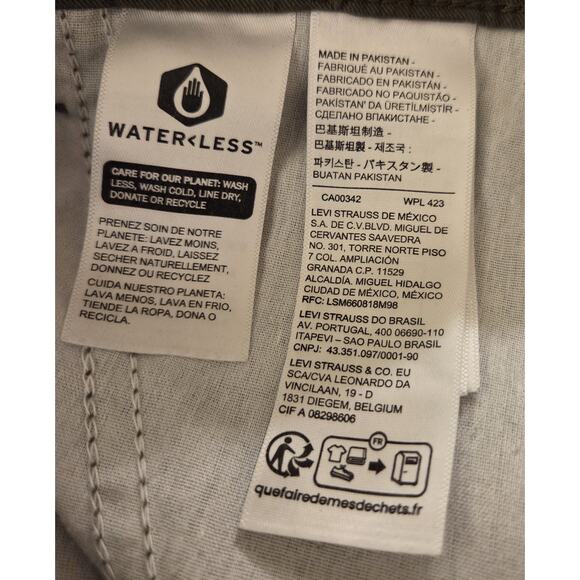 WATER<LESS™
CARE FOR OUR PLANET: WASH
LESS, WASH COLD, LINE DRY,
DONATE OR RECYCLE
PRENEZ SOIN DE NOTRE
PLANETE: LAVEZ MOINS,
LAVEZ A FROID, LAISSEZ
SECHER NATURELLEMENT,
DONNEZ OU RECYCLEZ
CUIDA NUESTRO PLANETA:
LAVA MENOS, LAVA EN FRIO,
TIENDE LA ROPA, DONA O
RECICLA.
MADE IN PAKISTAN -
FABRIQUÉ AU PAKISTAN -
FABRICADO EN PAKISTÁN -
FABRICADO NO PAQUISTÃO -
PAKİSTAN' DA ÜRETİLMİŞTİR -
СДЕЛАНО ВПАКИСТАНЕ -
巴基斯坦制造 -
巴基斯坦製 - 제조국:
파키스탄 - パキスタン製 -
BUATAN PAKISTAN
CA00342 WPL 423
LEVI STRAUSS DE MÉXICO
S.A. DE C.V.BLVD. MIGUEL DE
CERVANTES SAAVEDRA
NO. 301, TORRE NORTE PISO
7 COL. AMPLIACIÓN
GRANADA C.P. 11529
ALCALDÍA. MIGUEL HIDALGO
CIUDAD DE MÉXICO, MÉXICO
RFC: LSM660818M98
LEVI STRAUSS DO BRASIL
AV. PORTUGAL, 400 06690-110
ITAPEVI – SAO PAULO BRASIL
CNPJ: 43.351.097/0001-90
LEVI STRAUSS & CO. EU
SCA/CVA LEONARDO DA
VINCILAAN, 19 - D
1831 DIEGEM, BELGIUM
CIF A 08298606
FR
quefairedemesdechets.fr